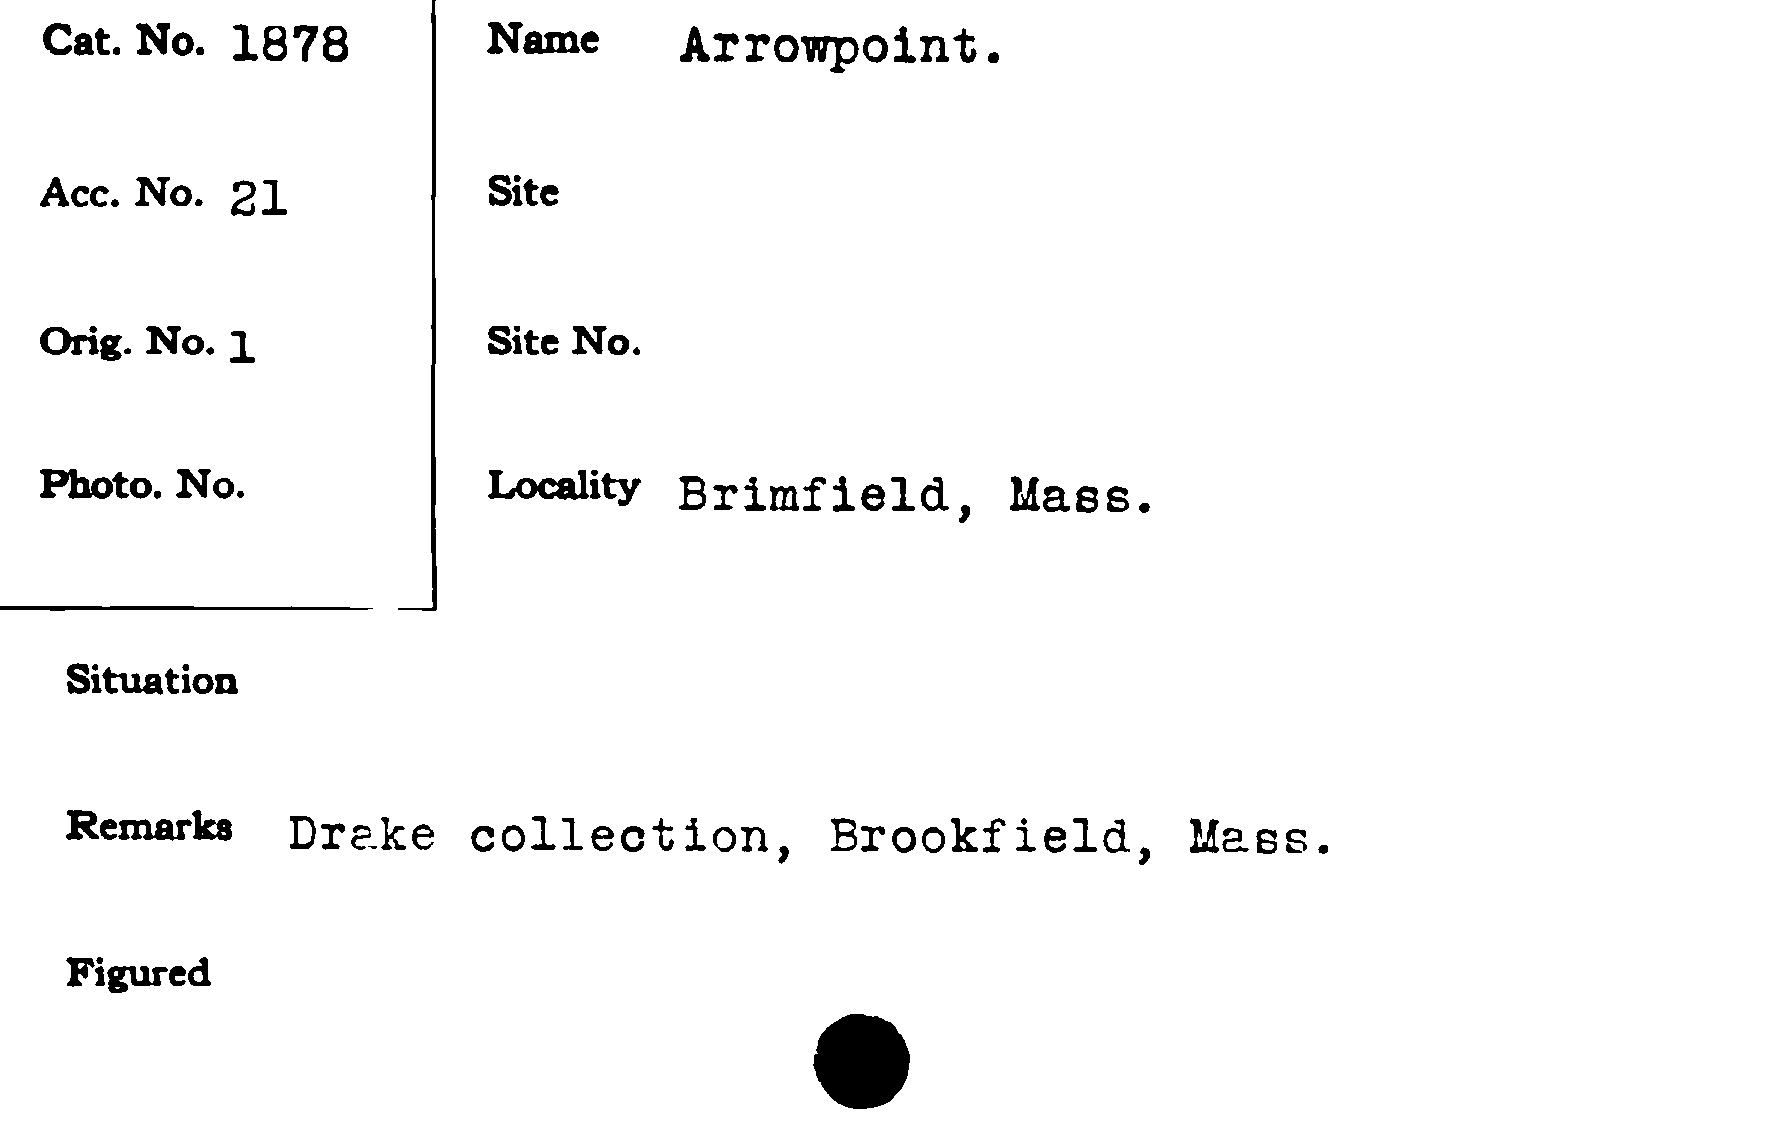 Cat. No. 1878
Acc. No. 21
Orig. No. 1
Photo. No.
Name Arrowpoint.
Site
Site No.
Locality Brimfield, Mass.
Situation
Remarks Drake collection, Brookfield, Mass.
Figured